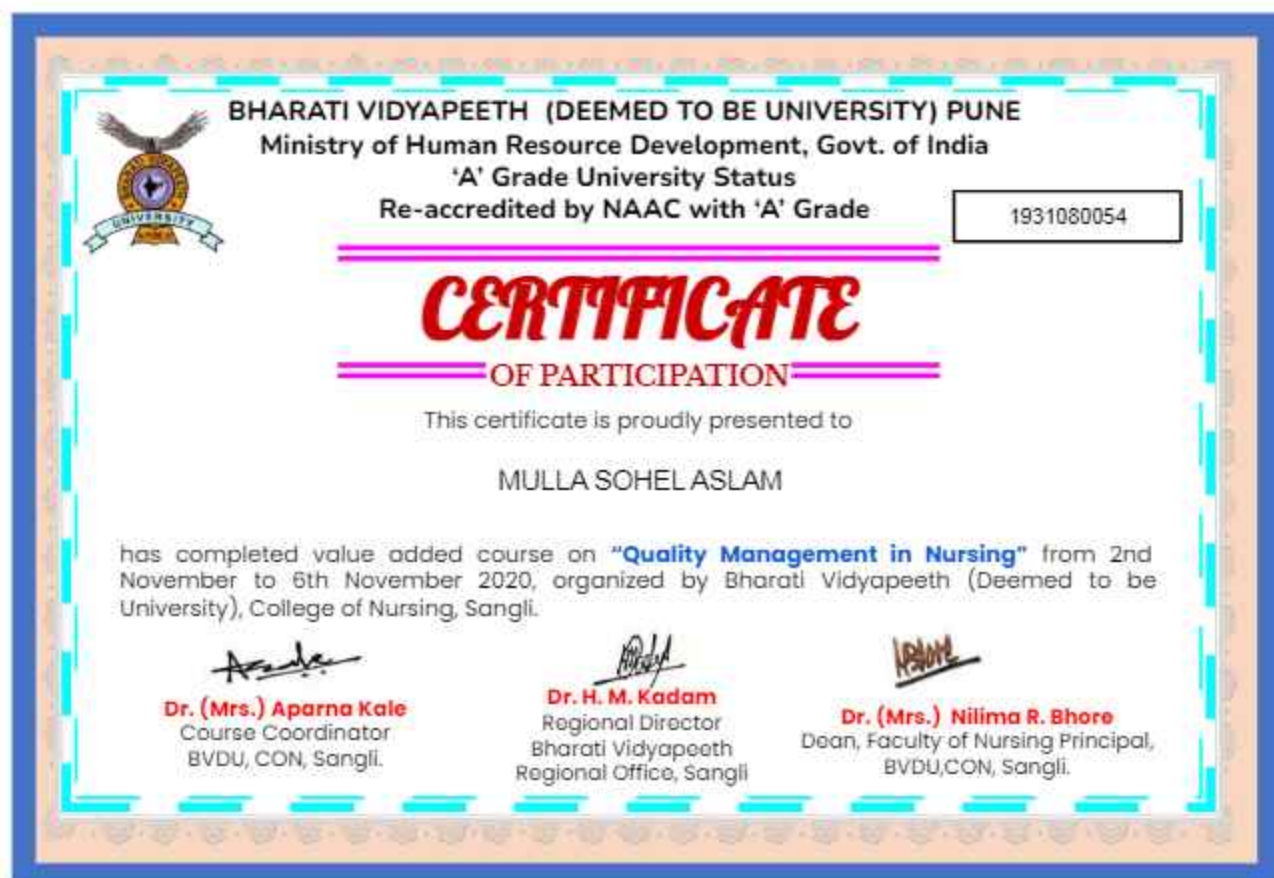 BHARATI VIDYAPEETH (DEEMED TO BE UNIVERSITY) PUNE
Ministry of Human Resource Development, Govt. of India
‘A’ Grade University Status
Re-accredited by NAAC with ‘A’ Grade
1931080054
BHARATI VIDYAPEETH
UNIVERSITY
CERTIFICATE
OF PARTICIPATION
This certificate is proudly presented to
MULLA SOHEL ASLAM
has completed value added course on “Quality Management in Nursing” from 2nd
November to 6th November 2020, organized by Bharati Vidyapeeth (Deemed to be
University), College of Nursing, Sangli.
Dr. (Mrs.) Aparna Kale
Course Coordinator
BVDU, CON, Sangli.
Dr. H. M. Kadam
Regional Director
Bharati Vidyapeeth
Regional Office, Sangli
Dr. (Mrs.) Nilima R. Bhore
Dean, Faculty of Nursing Principal,
BVDU,CON, Sangli.